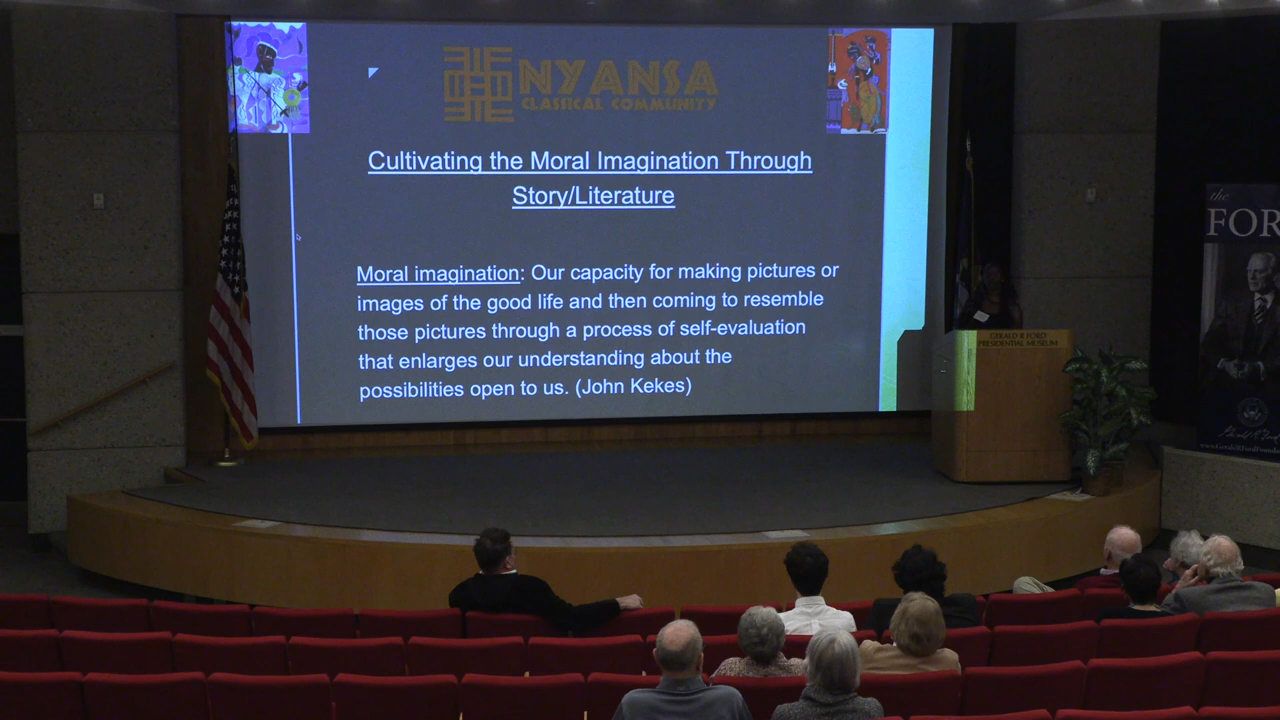 NYANSA
CLASSICAL COMMUNITY
Cultivating the Moral Imagination Through
Story/Literature
Moral imagination: Our capacity for making pictures or
images of the good life and then coming to resemble
those pictures through a process of self-evaluation
that enlarges our understanding about the
possibilities open to us. (John Kekes)
GERALD R FORD
PRESIDENTIAL MUSEUM
the
FOR